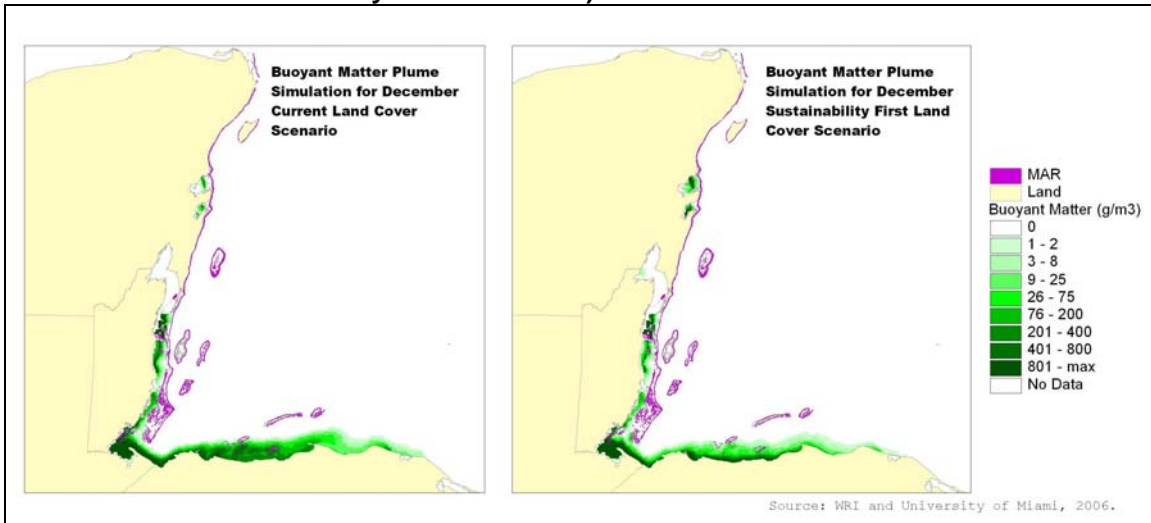 Buoyant Matter Plume
Simulation for December
Current Land Cover
Scenario
Buoyant Matter Plume
Simulation for December
Sustainability First Land
Cover Scenario
MAR
Land
Buoyant Matter (g/m3)
0
1 - 2
3 - 8
9 - 25
26 - 75
76 - 200
201 - 400
401 - 800
801 - max
No Data
Source: WRI and University of Miami, 2006.